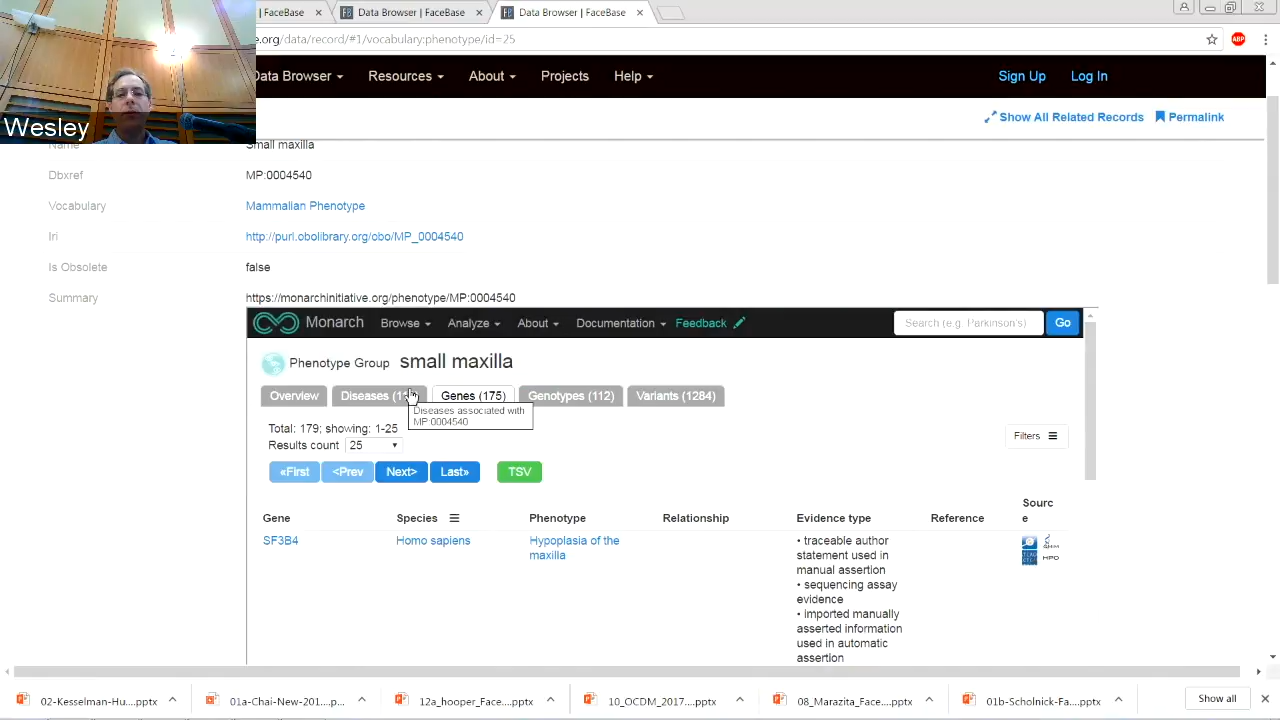 | FaceBase × Data Browser | FaceBase × Data Browser | FaceBase ×
e.org/data/record/#1/vocabulary:phenotype/id=25 ABP
Data Browser Resources About Projects Help Sign Up Log In
Show All Related Records Permalink
Wesley
Name Small maxilla
Dbxref MP:0004540
Vocabulary Mammalian Phenotype
Iri http://purl.obolibrary.org/obo/MP_0004540
Is Obsolete false
Summary https://monarchinitiative.org/phenotype/MP:0004540
Monarch Browse Analyze About Documentation Feedback Search (e.g. Parkinson's) Go
Phenotype Group small maxilla
Overview Diseases Genes (175) Genotypes (112) Variants (1284)
Diseases associated with
MP:0004540
Total: 179; showing: 1-25
Results count 25
Filters
«First <Prev Next> Last» TSV
Gene Species Phenotype Relationship Evidence type Reference Sourc
e
SF3B4 Homo sapiens Hypoplasia of the
maxilla
• traceable author
statement used in
manual assertion
• sequencing assay
evidence
• imported manually
asserted information
used in automatic
assertion
HPO
02-Kesselman-Hu....pptx 01a-Chai-New-201...p... 12a_hooper_Face....pptx 10_OCDM_2017....pptx 08_Marazita_Face....pptx 01b-Scholnick-Fa....pptx Show all ×